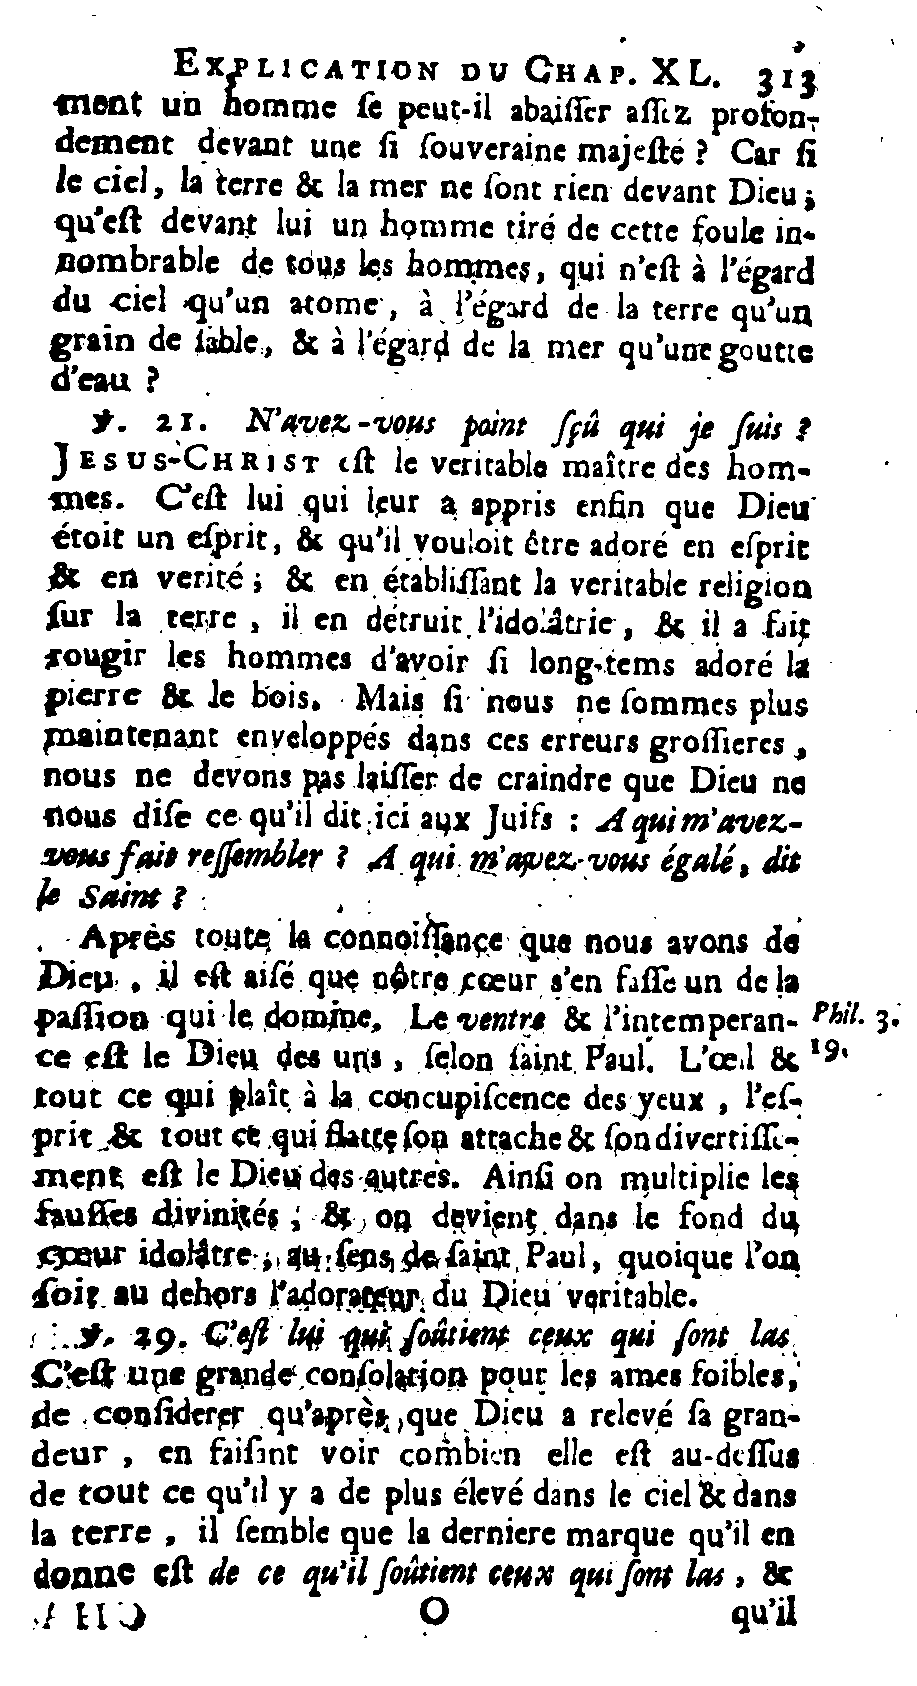 EXPLICATION DU CHAP. XL. 313
ment un homme ſe peut-il abaiſſer aſſez profon-
dement devant une ſi ſouveraine majeſté ? Car ſi
le ciel, la terre & la mer ne ſont rien devant Dieu ;
qu'eſt devant lui un homme tiré de cette foule in-
nombrable de tous les hommes, qui n'eſt à l'égard
du ciel qu'un atome, à l'égard de la terre qu'un
grain de ſable, & à l'égard de la mer qu'une goutte
d'eau ?
℣. 21. N'avez-vous point ſçû qui je ſuis ?
JESUS-CHRIST eſt le veritable maître des hom-
mes. C'eſt lui qui leur a appris enfin que Dieu
étoit un eſprit, & qu'il vouloit être adoré en eſprit
& en verité ; & en établiſſant la veritable religion
ſur la terre, il en détruit l'idolâtrie, & il a fait
rougir les hommes d'avoir ſi long-tems adoré la
pierre & le bois. Mais ſi nous ne ſommes plus
maintenant enveloppés dans ces erreurs groſſieres,
nous ne devons pas laiſſer de craindre que Dieu ne
nous diſe ce qu'il dit ici aux Juifs : A qui m'avez-
vous fait reſſembler ? A qui m'avez-vous égalé, dit
le Saint ?
Après toute la connoiſſance que nous avons de
Dieu, il eſt aiſé que nôtre cœur s'en faſſe un de la
paſſion qui le domine. Le ventre & l'intemperan- Phil. 3.
ce eſt le Dieu des uns, ſelon ſaint Paul. L'œil & 19.
tout ce qui plaît à la concupiſcence des yeux, l'eſ-
prit & tout ce qui flatte ſon attache & ſon divertiſſe-
ment eſt le Dieu des autres. Ainſi on multiplie les
fauſſes divinités ; & on devient dans le fond du
cœur idolâtre, au ſens de ſaint Paul, quoique l'on
ſoit au dehors l'adorateur du Dieu veritable.
℣. 29. C'eſt lui qui ſoûtient ceux qui ſont las.
C'eſt une grande conſolation pour les ames foibles,
de conſiderer qu'après que Dieu a relevé ſa gran-
deur, en faiſant voir combien elle eſt au-deſſus
de tout ce qu'il y a de plus élevé dans le ciel & dans
la terre, il ſemble que la derniere marque qu'il en
donne eſt de ce qu'il ſoûtient ceux qui ſont las, &
O qu'il